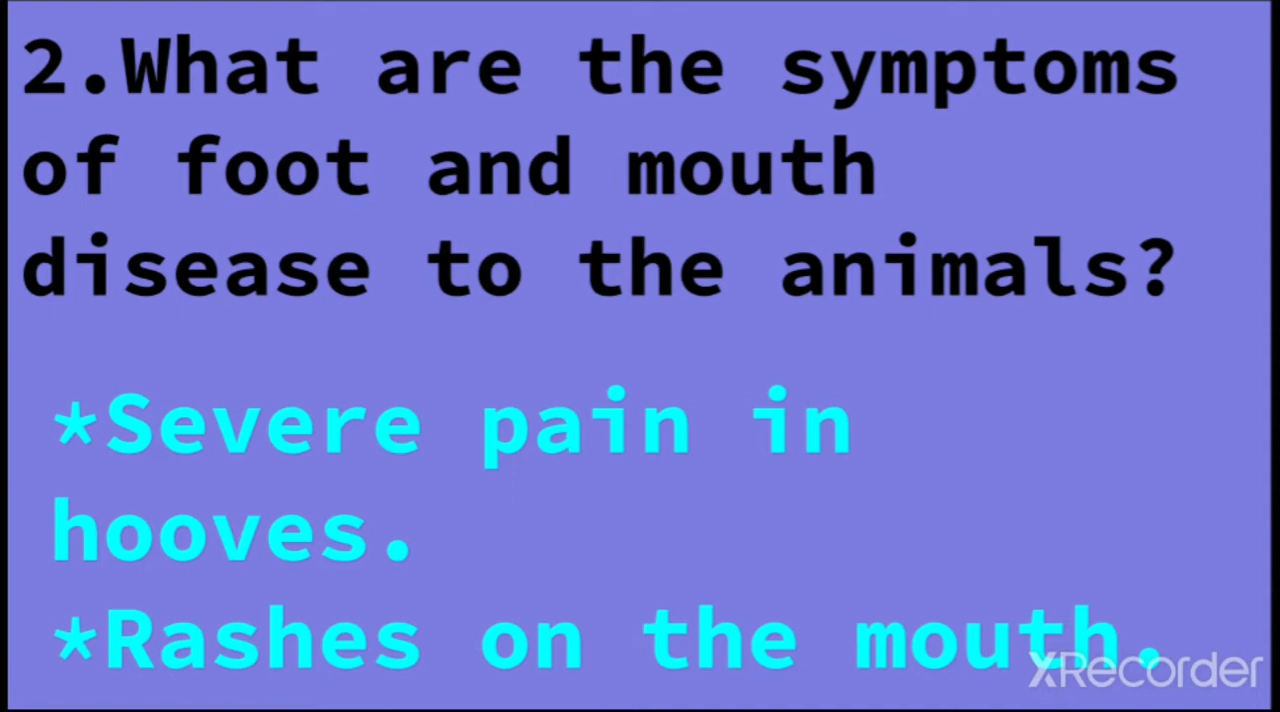 2.What are the symptoms
of foot and mouth
disease to the animals?
*Severe pain in
hooves.
*Rashes on the mouth.
XRecorder